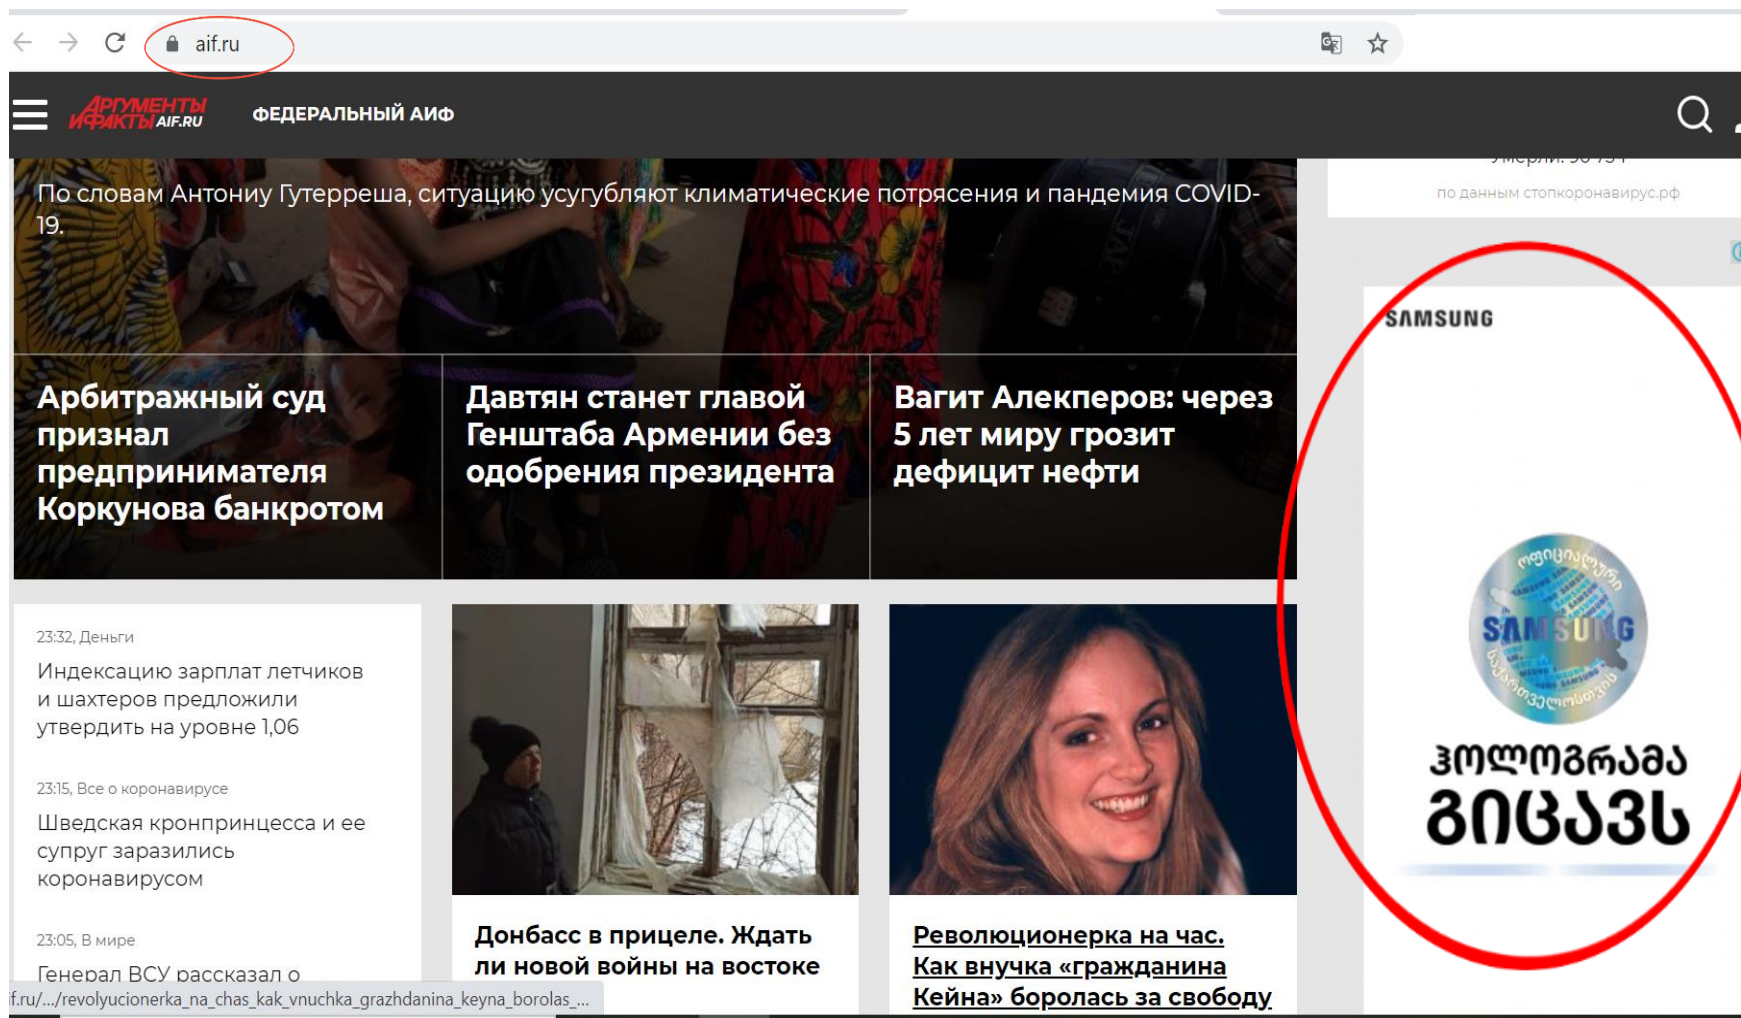 aif.ru
АРГУМЕНТЫ
И ФАКТЫ AIF.RU
ФЕДЕРАЛЬНЫЙ АИФ
По словам Антониу Гутерреша, ситуацию усугубляют климатические потрясения и пандемия COVID-
19.
Арбитражный суд
признал
предпринимателя
Коркунова банкротом
Давтян станет главой
Генштаба Армении без
одобрения президента
Вагит Алекперов: через
5 лет миру грозит
дефицит нефти
по данным стопкоронавирус.рф
SAMSUNG
ოფიციალური
SAMSUNG
საქართველოსთვის
ჰოლოგრამა
გიცავს
23:32, Деньги
Индексацию зарплат летчиков
и шахтеров предложили
утвердить на уровне 1,06
23:15, Все о коронавирусе
Шведская кронпринцесса и ее
супруг заразились
коронавирусом
23:05, В мире
Генерал ВСУ рассказал о
Донбасс в прицеле. Ждать
ли новой войны на востоке
Революционерка на час.
Как внучка «гражданина
Кейна» боролась за свободу
f.ru/.../revolyucionerka_na_chas_kak_vnuchka_grazhdanina_keyna_borolas_...